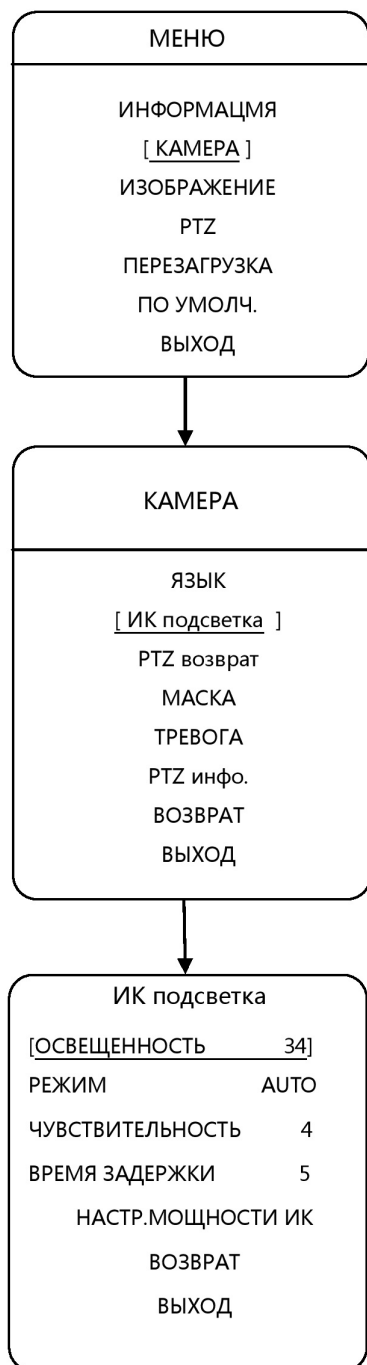 МЕНЮ
ИНФОРМАЦМЯ
[ КАМЕРА ]
ИЗОБРАЖЕНИЕ
PTZ
ПЕРЕЗАГРУЗКА
ПО УМОЛЧ.
ВЫХОД
КАМЕРА
ЯЗЫК
[ ИК подсветка ]
PTZ возврат
МАСКА
ТРЕВОГА
PTZ инфо.
ВОЗВРАТ
ВЫХОД
ИК подсветка
[ОСВЕЩЕННОСТЬ 34]
РЕЖИМ AUTO
ЧУВСТВИТЕЛЬНОСТЬ 4
ВРЕМЯ ЗАДЕРЖКИ 5
НАСТР.МОЩНОСТИ ИК
ВОЗВРАТ
ВЫХОД